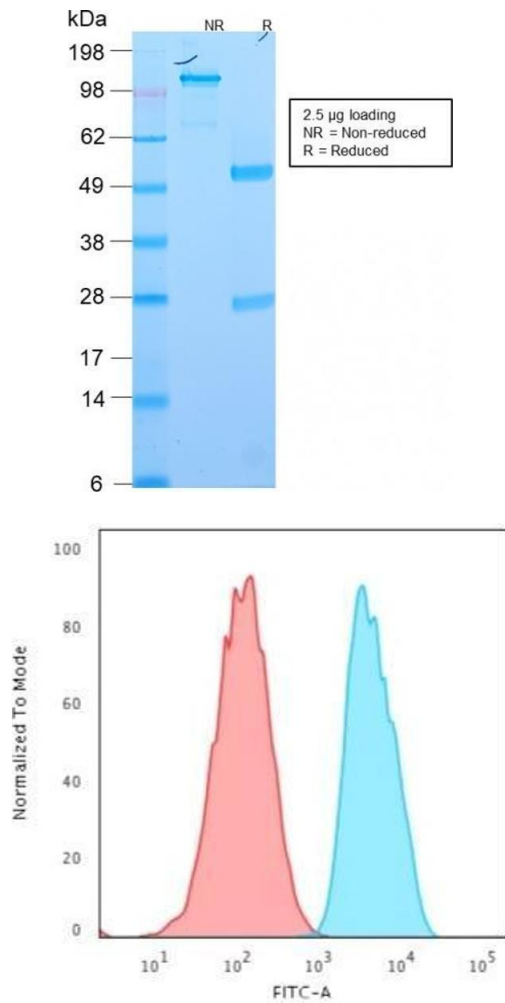 kDa
NR R
198
98
62
49
38
28
17
14
6
2.5 µg loading
NR = Non-reduced
R = Reduced
100
80
60
40
20
0
Normalized To Mode
10¹ 10² 10³ 10⁴ 10⁵
FITC-A